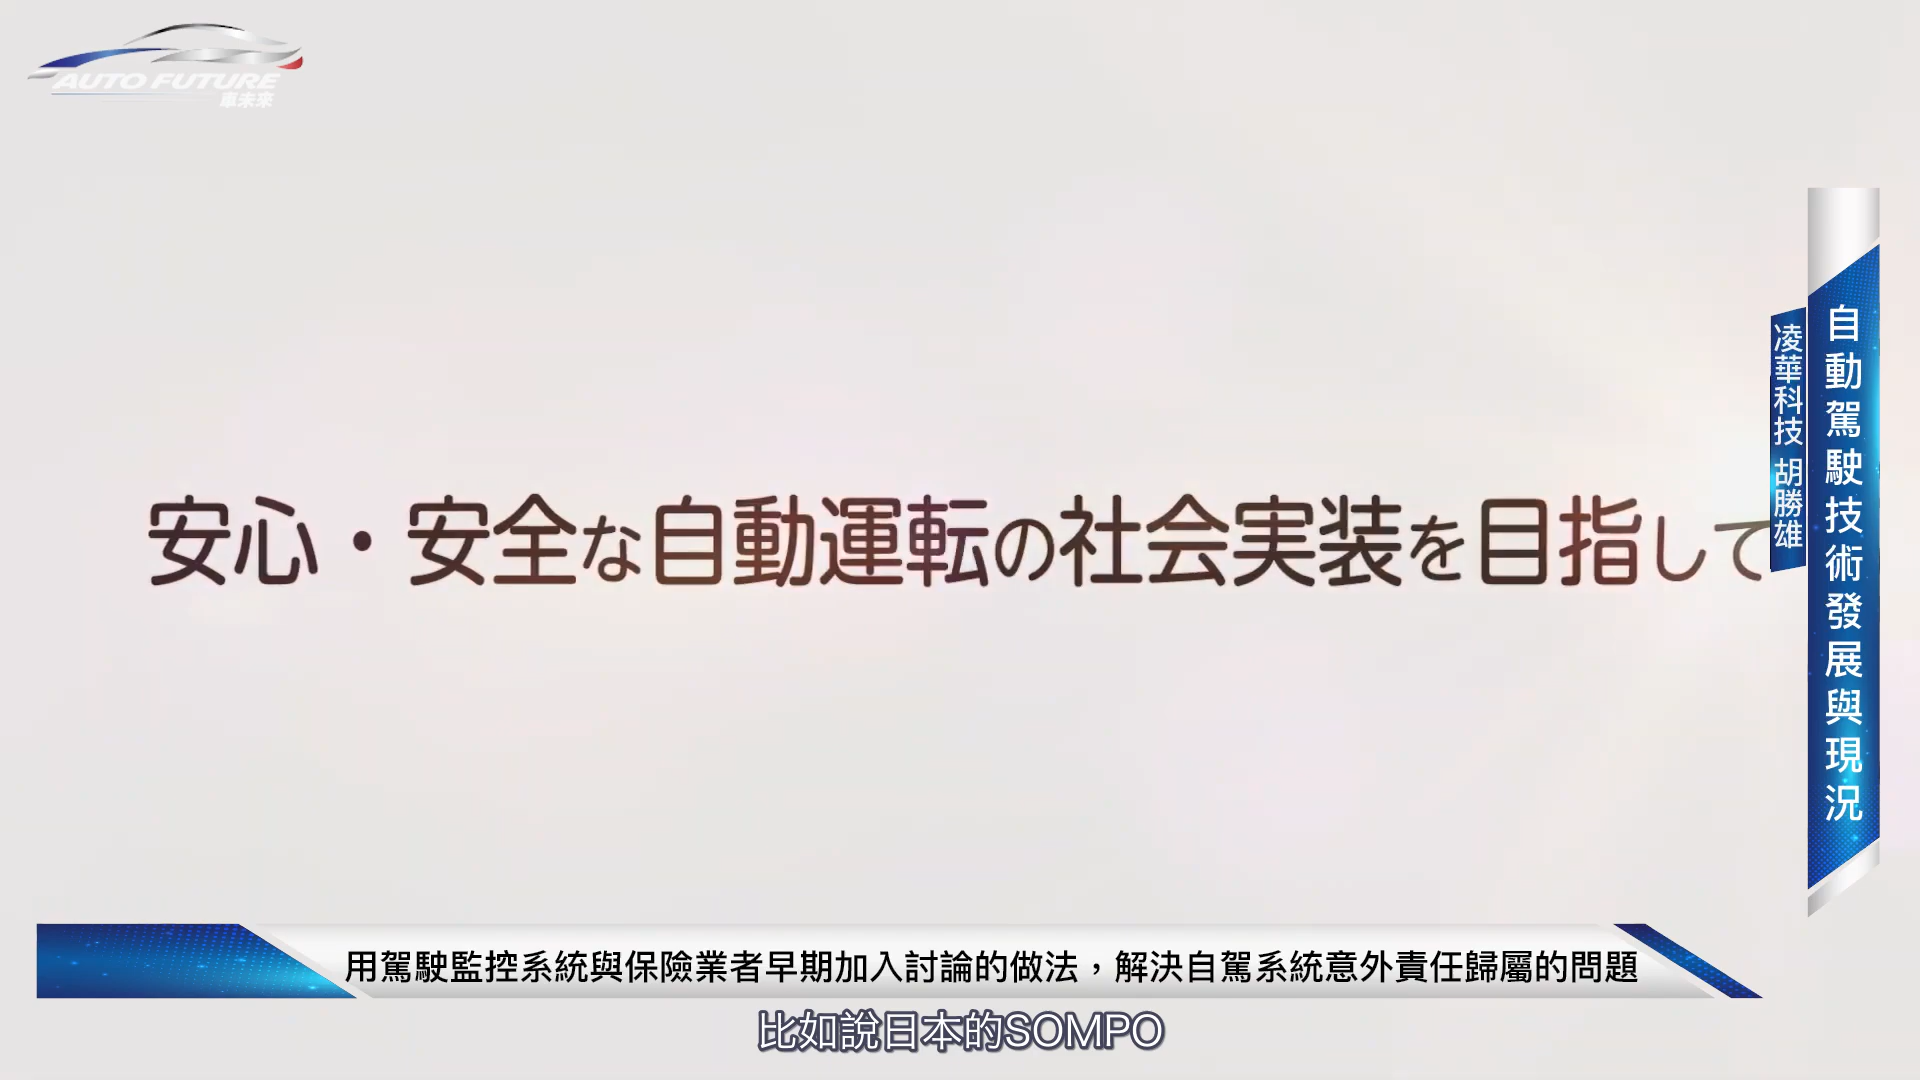 AUTO FUTURE
車未來
安心・安全な自動運転の社会実装を目指して
自動駕駛技術發展與現況
凌華科技 胡勝雄
用駕駛監控系統與保險業者早期加入討論的做法，解決自駕系統意外責任歸屬的問題
比如說日本的SOMPO